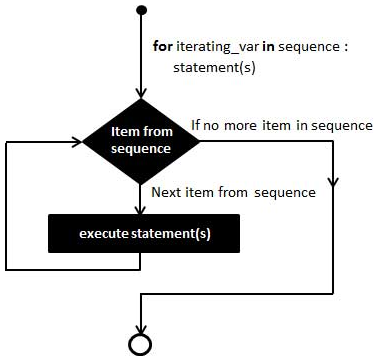 for iterating_var in sequence :
statement(s)
If no more item in sequence
Item from
sequence
Next item from sequence
execute statement(s)